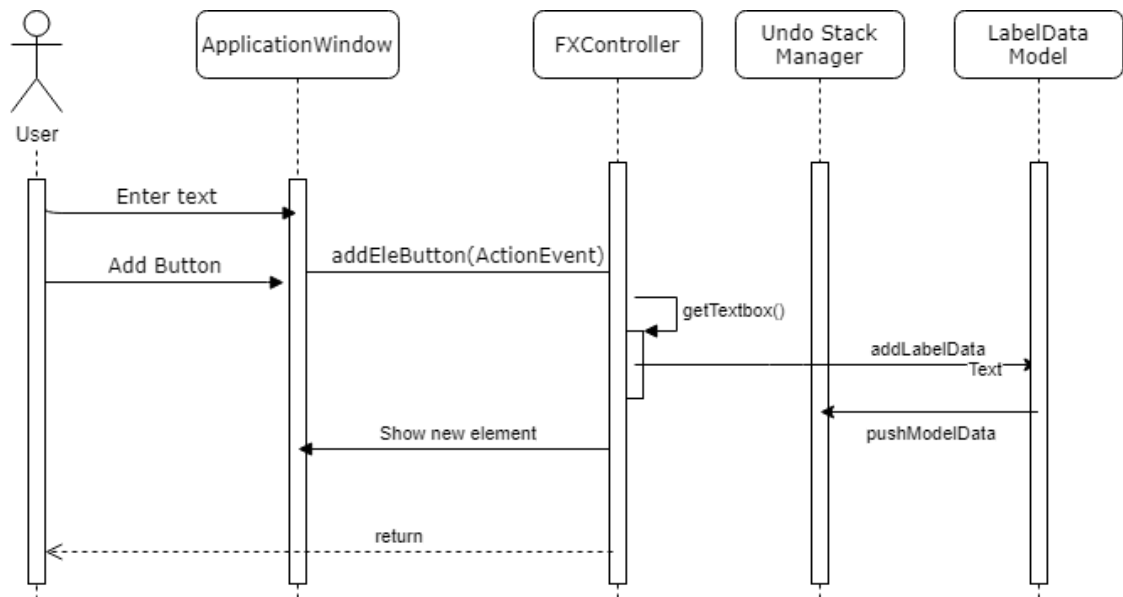 ApplicationWindow
FXController
Undo Stack
Manager
LabelData
Model
User
Enter text
addEleButton(ActionEvent)
Add Button
getTextbox()
addLabelData
Text
pushModelData
Show new element
return